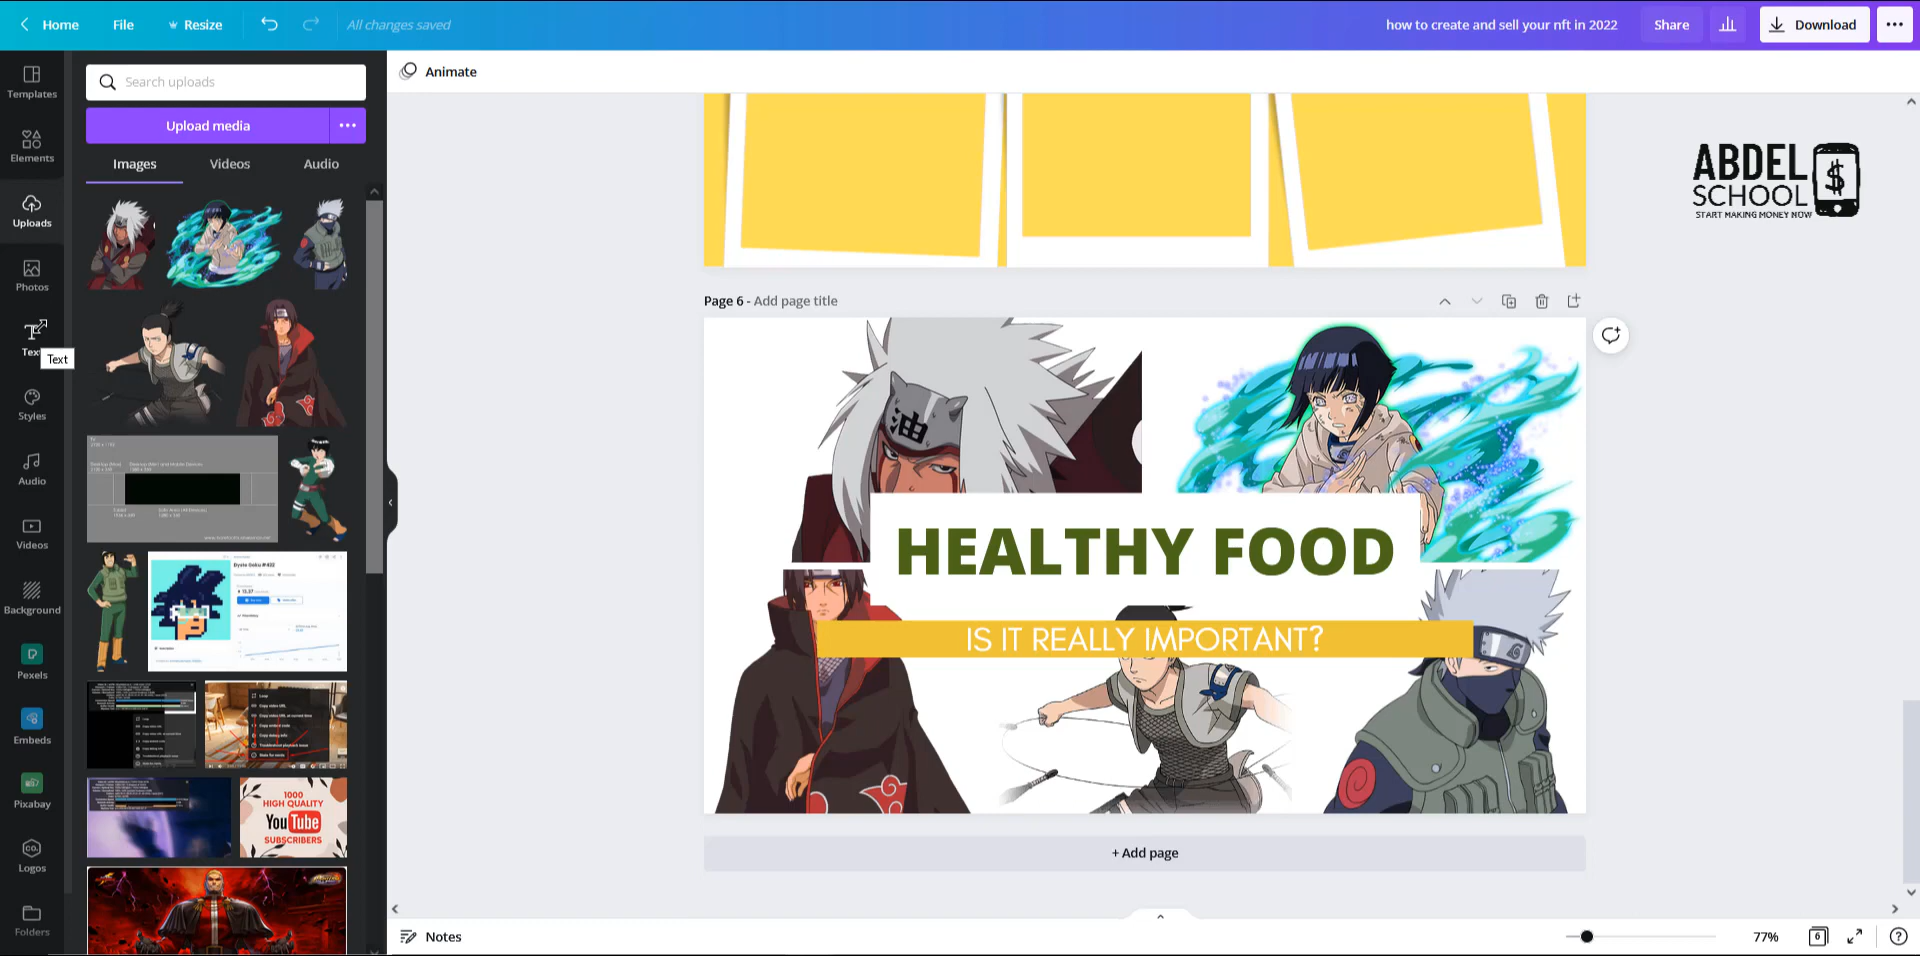 Home
File
Resize
All changes saved
how to create and sell your nft in 2022
Share
Download
Templates
Elements
Uploads
Photos
Text
Text
Styles
Audio
Videos
Background
Pexels
Embeds
Pixabay
Logos
Folders
Search uploads
Upload media
Images
Videos
Audio
1000
HIGH QUALITY
YouTube
SUBSCRIBERS
Animate
ABDEL
SCHOOL
START MAKING MONEY NOW
Page 6 - Add page title
油
HEALTHY FOOD
IS IT REALLY IMPORTANT?
+ Add page
Notes
77%
6